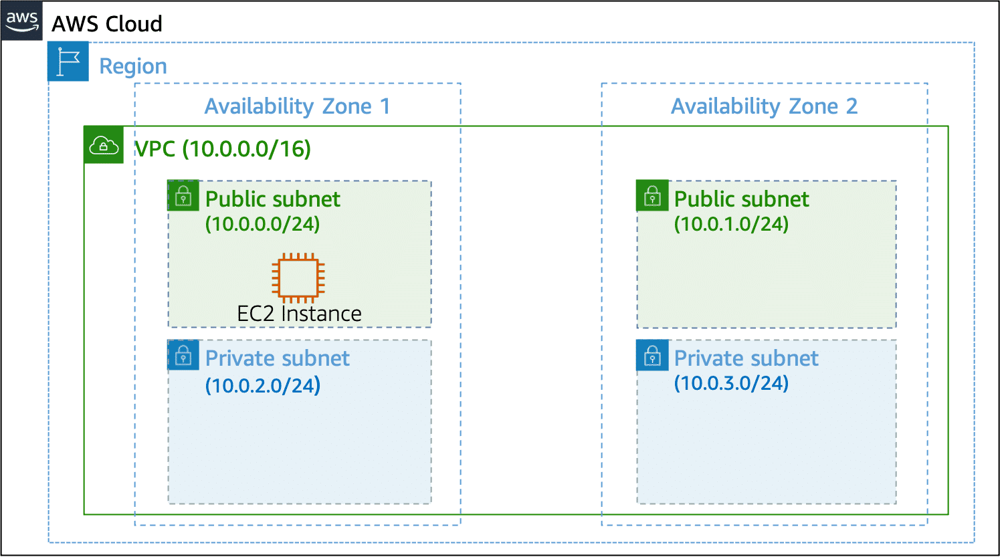 aws
AWS Cloud
Region
Availability Zone 1
Availability Zone 2
VPC (10.0.0.0/16)
Public subnet
(10.0.0.0/24)
EC2 Instance
Public subnet
(10.0.1.0/24)
Private subnet
(10.0.2.0/24)
Private subnet
(10.0.3.0/24)